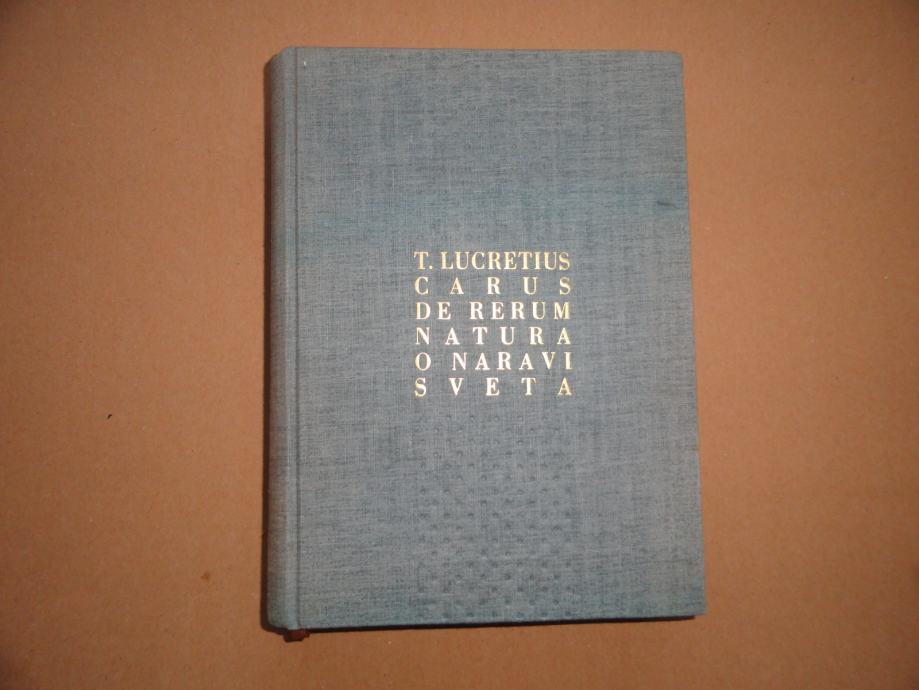 T. LUCRETIUS
CARUS
DE RERUM
NATURA
O NARAVI
SVETA